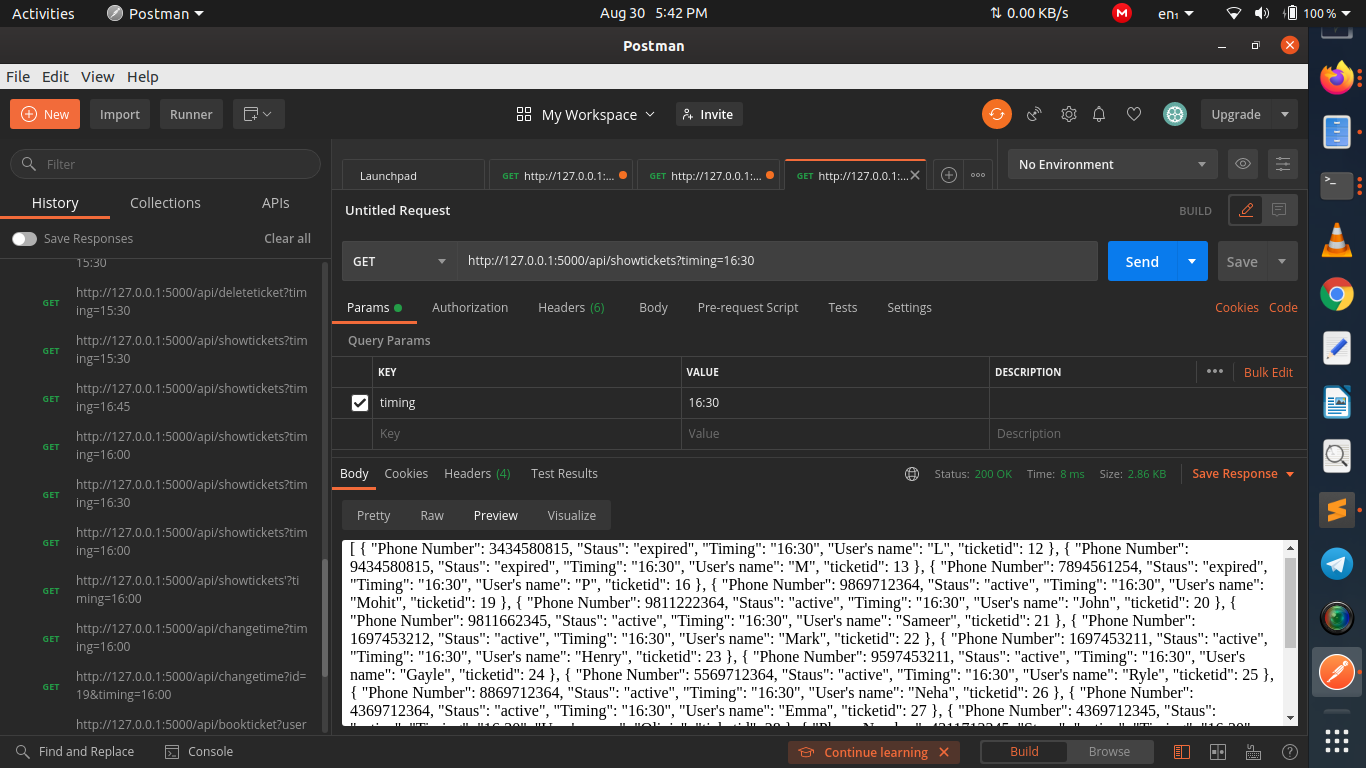 Activities Postman Aug 30 5:42 PM 0.00 KB/s M en₁ 100 %
Postman
File Edit View Help
New Import Runner My Workspace Invite Upgrade
Filter
History Collections APIs
Save Responses Clear all
15:30
GET http://127.0.0.1:5000/api/deleteticket?tim
ing=15:30
GET http://127.0.0.1:5000/api/showtickets?tim
ing=15:30
GET http://127.0.0.1:5000/api/showtickets?tim
ing=16:45
GET http://127.0.0.1:5000/api/showtickets?tim
ing=16:00
GET http://127.0.0.1:5000/api/showtickets?tim
ing=16:30
GET http://127.0.0.1:5000/api/showtickets?tim
ing=16:00
GET http://127.0.0.1:5000/api/showtickets'?ti
ming=16:00
GET http://127.0.0.1:5000/api/changetime?tim
ing=16:00
GET http://127.0.0.1:5000/api/changetime?id=
19&timing=16:00
http://127.0.0.1:5000/api/bookticket?user
Launchpad GET http://127.0.0.1:... GET http://127.0.0.1:... GET http://127.0.0.1:... No Environment
Untitled Request BUILD
GET http://127.0.0.1:5000/api/showtickets?timing=16:30 Send Save
Params Authorization Headers (6) Body Pre-request Script Tests Settings Cookies Code
Query Params
KEY VALUE DESCRIPTION Bulk Edit
timing 16:30
Key Value Description
Body Cookies Headers (4) Test Results Status: 200 OK Time: 8 ms Size: 2.86 KB Save Response
Pretty Raw Preview Visualize
[ { "Phone Number": 3434580815, "Staus": "expired", "Timing": "16:30", "User's name": "L", "ticketid": 12 }, { "Phone Number":
9434580815, "Staus": "expired", "Timing": "16:30", "User's name": "M", "ticketid": 13 }, { "Phone Number": 7894561254, "Staus": "expired",
"Timing": "16:30", "User's name": "P", "ticketid": 16 }, { "Phone Number": 9869712364, "Staus": "active", "Timing": "16:30", "User's name":
"Mohit", "ticketid": 19 }, { "Phone Number": 9811222364, "Staus": "active", "Timing": "16:30", "User's name": "John", "ticketid": 20 }, {
"Phone Number": 9811662345, "Staus": "active", "Timing": "16:30", "User's name": "Sameer", "ticketid": 21 }, { "Phone Number":
1697453212, "Staus": "active", "Timing": "16:30", "User's name": "Mark", "ticketid": 22 }, { "Phone Number": 1697453211, "Staus": "active",
"Timing": "16:30", "User's name": "Henry", "ticketid": 23 }, { "Phone Number": 9597453211, "Staus": "active", "Timing": "16:30", "User's
name": "Gayle", "ticketid": 24 }, { "Phone Number": 5569712364, "Staus": "active", "Timing": "16:30", "User's name": "Ryle", "ticketid": 25 },
{ "Phone Number": 8869712364, "Staus": "active", "Timing": "16:30", "User's name": "Neha", "ticketid": 26 }, { "Phone Number":
4369712364, "Staus": "active", "Timing": "16:30", "User's name": "Emma", "ticketid": 27 }, { "Phone Number": 4369712345, "Staus":
Find and Replace Console Continue learning Build Browse